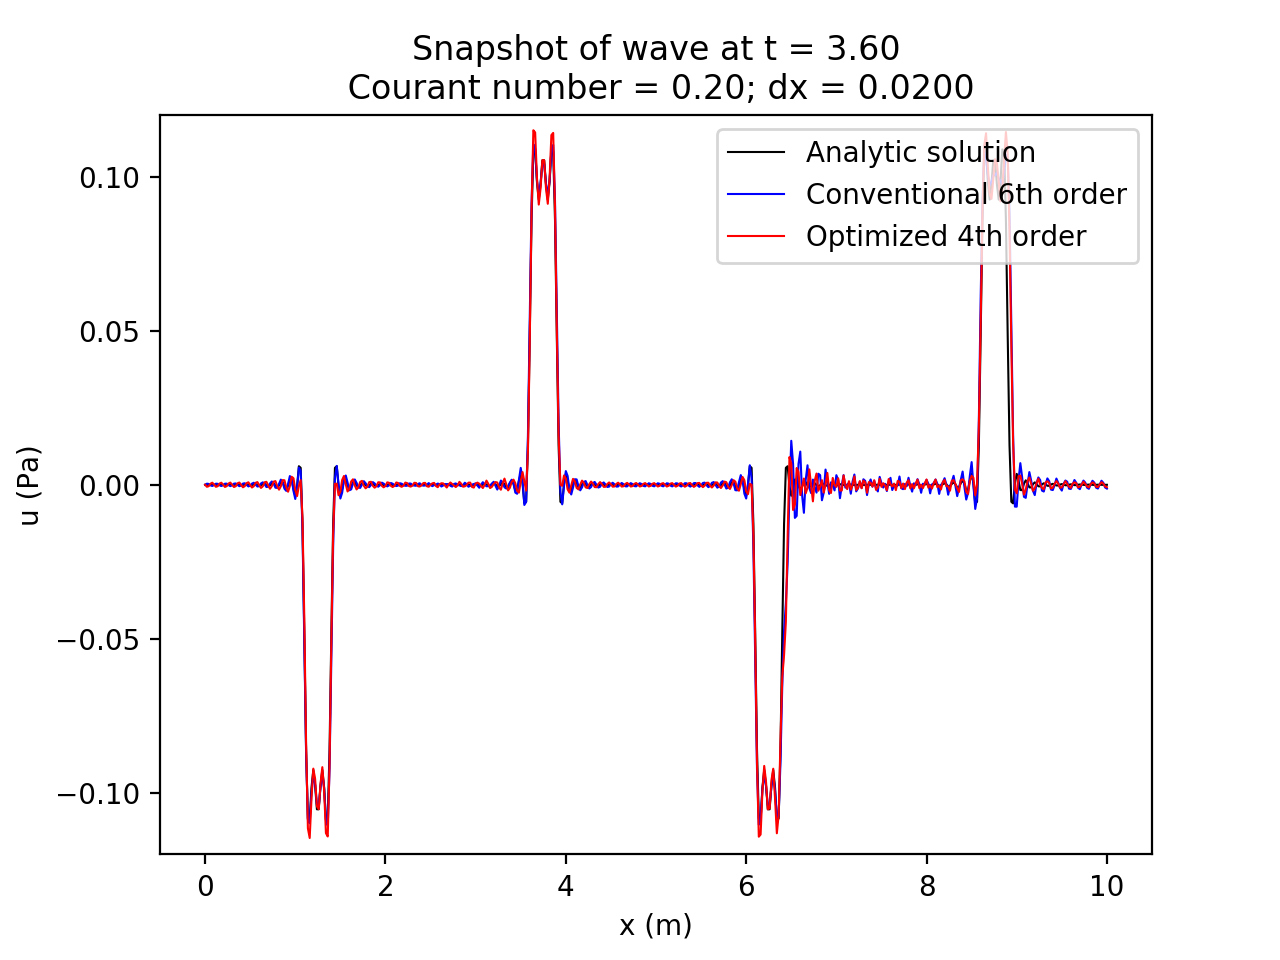 Snapshot of wave at t = 3.60
Courant number = 0.20; dx = 0.0200
Analytic solution
Conventional 6th order
Optimized 4th order
0.10
0.05
0.00
−0.05
−0.10
u (Pa)
0 2 4 6 8 10
x (m)